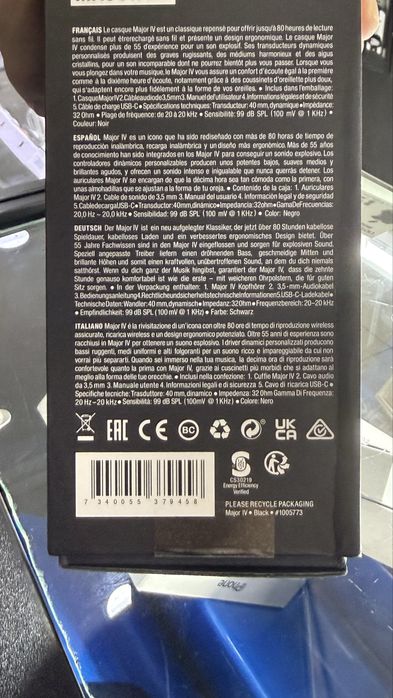 FRANÇAIS Le casque Major IV est un classique repensé pour offrir jusqu'à 80 heures de lecture
sans fil. Il peut être rechargé sans fil et présente un design ergonomique. Le casque Major
IV condense plus de 55 d'expérience pour un son explosif. Ses transducteurs dynamiques
personnalisés produisent des graves rugissants, des médiums harmonieux et des aigus
cristallins, pour un son incomparable dont ne pourrez bientôt plus vous passer. Lorsque vous
vous plongez dans votre musique, le Major IV vous assure un confort d'écoute égal à la première
comme à la dixième heure d'écoute, notamment grâce à des coussinets d'oreillette plus doux,
qui s'adaptent encore plus fidèlement à la forme de vos oreilles. • Inclus dans l'emballage:
1. Casque Major IV 2. Câble audio de 3,5mm 3. Manuel de l'utilisateur 4. Informations légales et de sécurité
5. Câble de charge USB-C • Spécifications techniques: Transducteur: 40 mm, dynamique • Impédance:
32 Ohm • Plage de fréquence: de 20 à 20 kHz • Sensibilité: 99 dB SPL (100 mV @ 1 KHz) •
Couleur: Noir
ESPAÑOL Major IV es un icono que ha sido rediseñado con más de 80 horas de tiempo de
reproducción inalámbrica, recarga inalámbrica y un diseño más ergonómico. Más de 55 años
de conocimiento han sido integrados en los Major IV para conseguir un sonido explosivo. Los
controladores dinámicos personalizados producen unos potentes bajos, suaves medios y
brillantes agudos, y ofrecen un sonido intenso e inigualable que nunca querrás detener. Los
auriculares Major IV se encargan de que la décima hora sea tan cómoda como la primera, con
unas almohadillas que se ajustan a la forma de tu oreja. • Contenido de la caja: 1. Auriculares
Major IV 2. Cable de sonido de 3,5 mm 3. Manual del usuario 4. Información legal y de seguridad
5. Cable de carga USB-C • Transductor: 40mm, dinámico • Impedancia: 32ohm • Gama De Frecuencias:
20,0 Hz – 20,0 kHz • Sensibilidad: 99 dB SPL (100 mV @ 1 KHz) • Color: Negro
DEUTSCH Der Major IV ist ein neu aufgelegter Klassiker, der jetzt über 80 Stunden kabellose
Spieldauer, kabelloses Laden und ein verbessertes ergonomisches Design bietet. Über
55 Jahre Fachwissen sind in den Major IV eingeflossen und sorgen für explosiven Sound.
Speziell angepasste Treiber liefern einen dröhnenden Bass, geschmeidige Mitten und
brillante Höhen und somit einen kraftvollen, unübertroffenen Sound, an dem du dich niemals
satthörst. Wenn du dich ganz der Musik hingibst, garantiert der Major IV, dass die zehnte
Stunde genauso komfortabel ist wie die erste – mit weicheren Ohrpolstern, die für guten
Sitz sorgen. • In der Verpackung enthalten: 1. Major IV Kopfhörer 2. 3,5-mm-Audiokabel
3. Bedienungsanleitung 4. Rechtliche und sicherheitstechnische Informationen 5. USB-C-Ladekabel •
Technische Daten: Wandler: 40 mm, dynamisch • Impedanz: 32 Ohm • Frequenzbereich: 20–20 kHz
• Empfindlichkeit: 99 dB SPL (100 mV @ 1 KHz) • Farbe: Schwarz
ITALIANO Major IV è la rivisitazione di un'icona con oltre 80 ore di tempo di riproduzione wireless
assicurate, ricarica wireless e un design ergonomico potenziato. Oltre 55 anni di esperienza sono
racchiusi in Major IV per ottenere un suono esplosivo. I driver dinamici personalizzati producono
bassi ruggenti, medi uniformi e alti folgoranti per un suono ricco e impareggiabile da cui non
vorrai più separarti. Quando sei immerso nella tua musica, la decima ora di riproduzione sarà
confortevole quanto la prima con Major IV, grazie ai cuscinetti più morbidi che si adattano al
meglio alla forma delle tue orecchie. • Inclusi nella confezione: 1. Cuffie Major IV 2. Cavo audio
da 3,5 mm 3. Manuale utente 4. Informazioni legali e di sicurezza 5. Cavo di ricarica USB-C •
Specifiche tecniche: Trasduttore: 40 mm, dinamico • Impedenza: 32 Ohm Gamma Di Frequenza:
20 Hz–20 kHz • Sensibilità: 99 dB SPL (100mV @ 1 KHz) • Colore: Nero
EAC CE BC UK CA
7 340055 379458
CS30219
Energy Efficiency
Verified
PLEASE RECYCLE PACKAGING
Major IV • Black • #1005773
iPhone